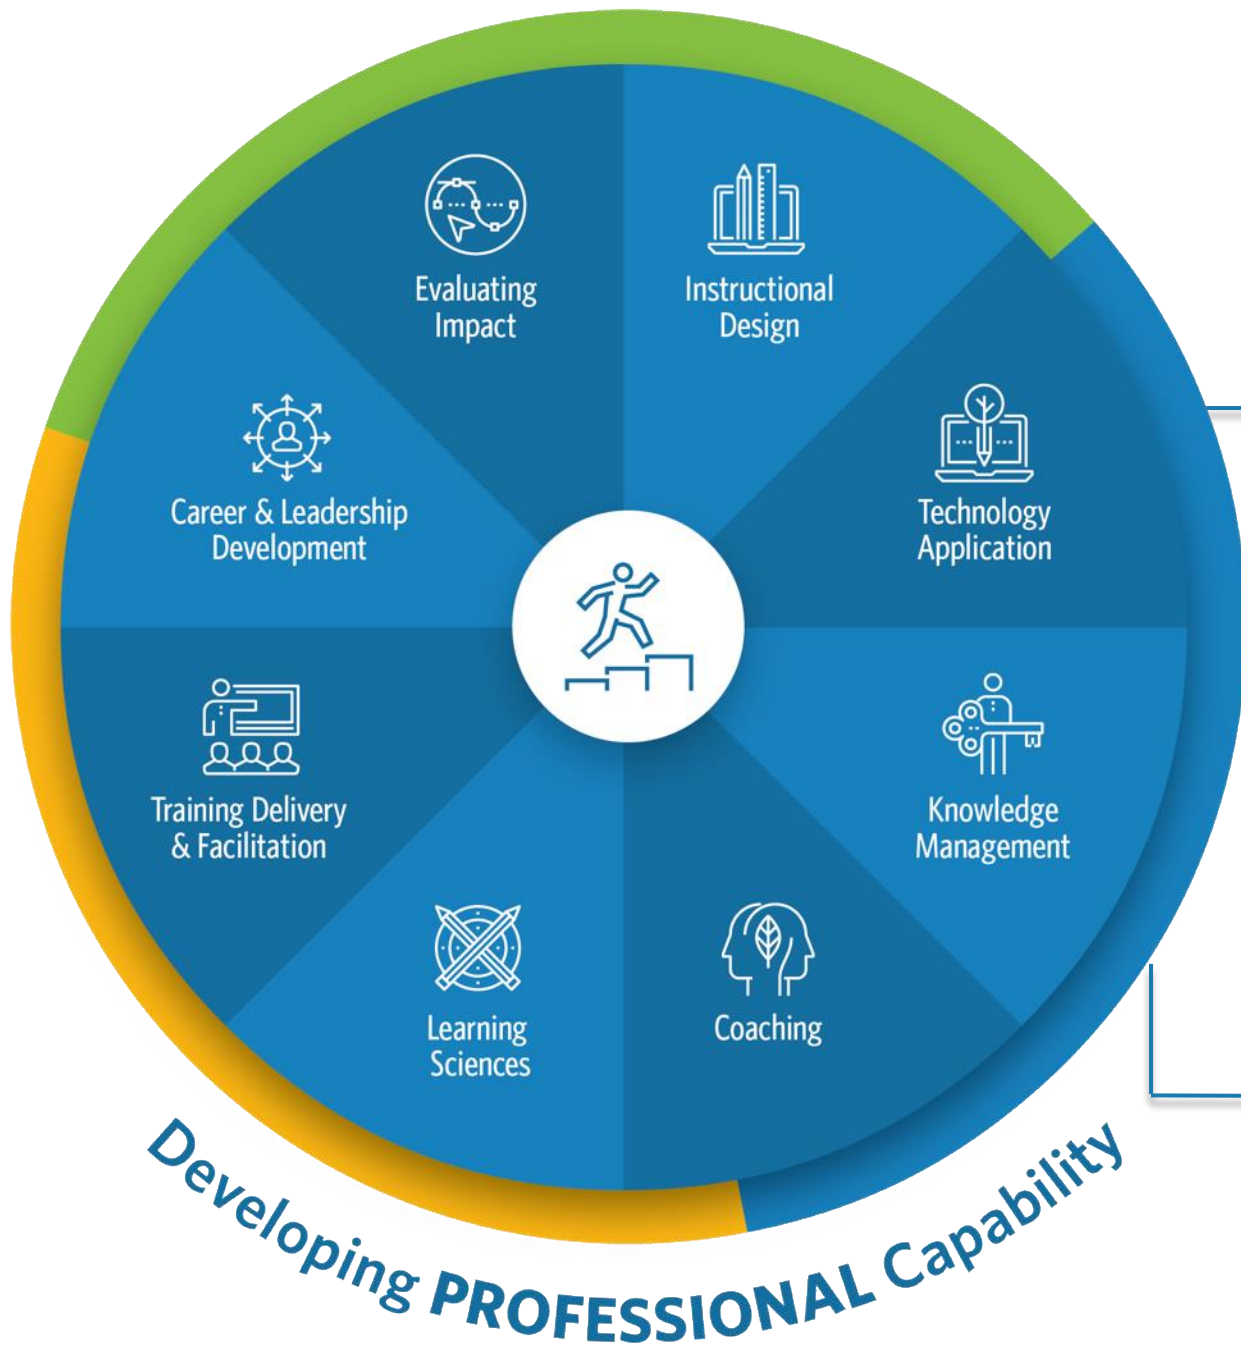 Evaluating
Impact
Instructional
Design
Technology
Application
Knowledge
Management
Coaching
Learning
Sciences
Training Delivery
& Facilitation
Career & Leadership
Development
Developing PROFESSIONAL Capability